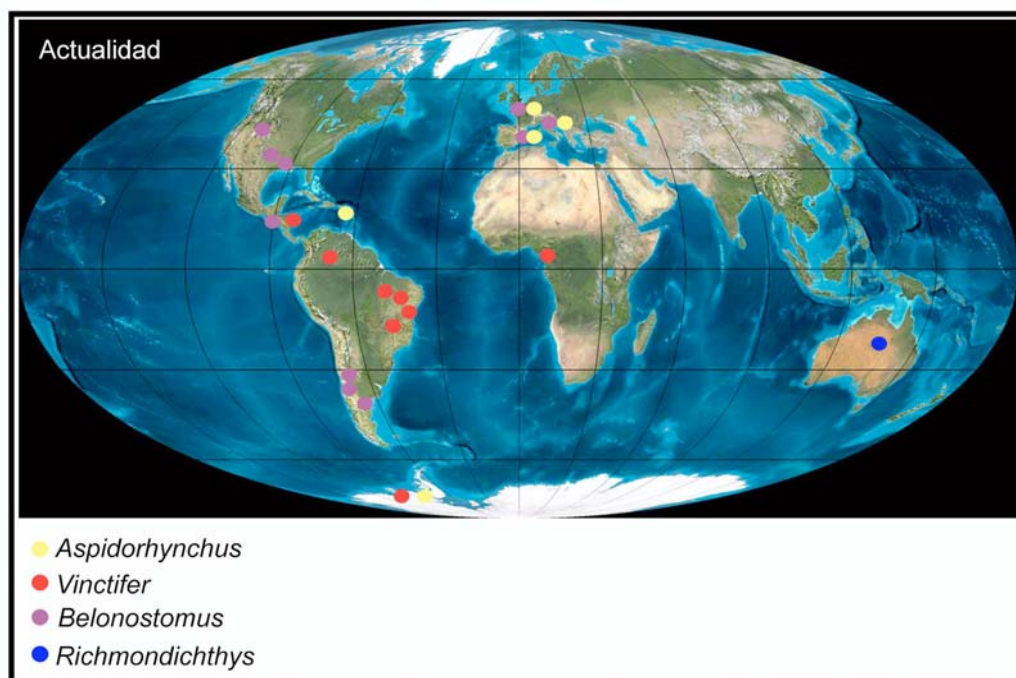 Actualidad
Aspidorhynchus
Vinctifer
Belonostomus
Richmondichthys